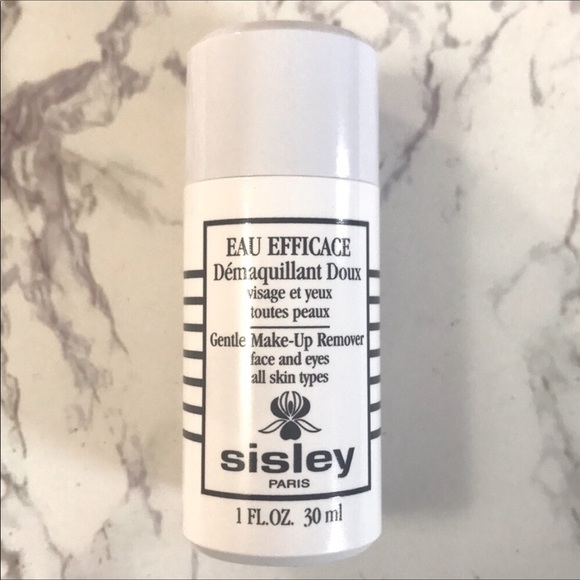 EAU EFFICACE
Démaquillant Doux
visage et yeux
toutes peaux
Gentle Make-Up Remover
face and eyes
all skin types
sisley
PARIS
1 FL.OZ. 30 ml